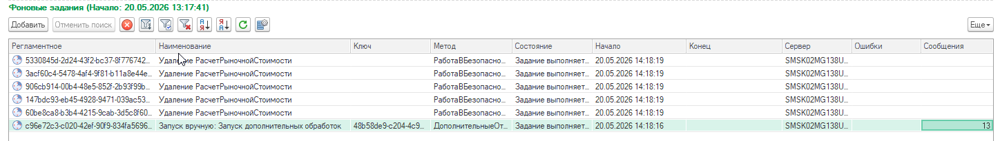 Фоновые задания (Начало: 20.05.2026 13:17:41)
Добавить Отменить поиск Еще
Регламентное Наименование Ключ Метод Состояние Начало Конец Сервер Ошибки Сообщения
5330845d-2d24-43f2-bc37-8f776742... Удаление РасчетРыночнойСтоимости РаботаВБезопасно... Задание выполняет... 20.05.2026 14:18:19 SMSK02MG138U...
3acf60c4-5478-4af4-9f81-b11a8e44e... Удаление РасчетРыночнойСтоимости РаботаВБезопасно... Задание выполняет... 20.05.2026 14:18:19 SMSK02MG138U...
906cb914-00b4-48e5-852f-2b93f99b... Удаление РасчетРыночнойСтоимости РаботаВБезопасно... Задание выполняет... 20.05.2026 14:18:19 SMSK02MG138U...
147bdc93-eb45-4928-9471-039ac53... Удаление РасчетРыночнойСтоимости РаботаВБезопасно... Задание выполняет... 20.05.2026 14:18:19 SMSK02MG138U...
60be8ca8-b3b4-4215-9cab-3d5c8f60... Удаление РасчетРыночнойСтоимости РаботаВБезопасно... Задание выполняет... 20.05.2026 14:18:19 SMSK02MG138U...
c96e72c3-c020-42ef-90f9-834fa5696... Запуск вручную: Запуск дополнительных обработок 48b58de9-c204-4c9... ДополнительныеОт... Задание выполняет... 20.05.2026 14:18:16 SMSK02MG138U... 13